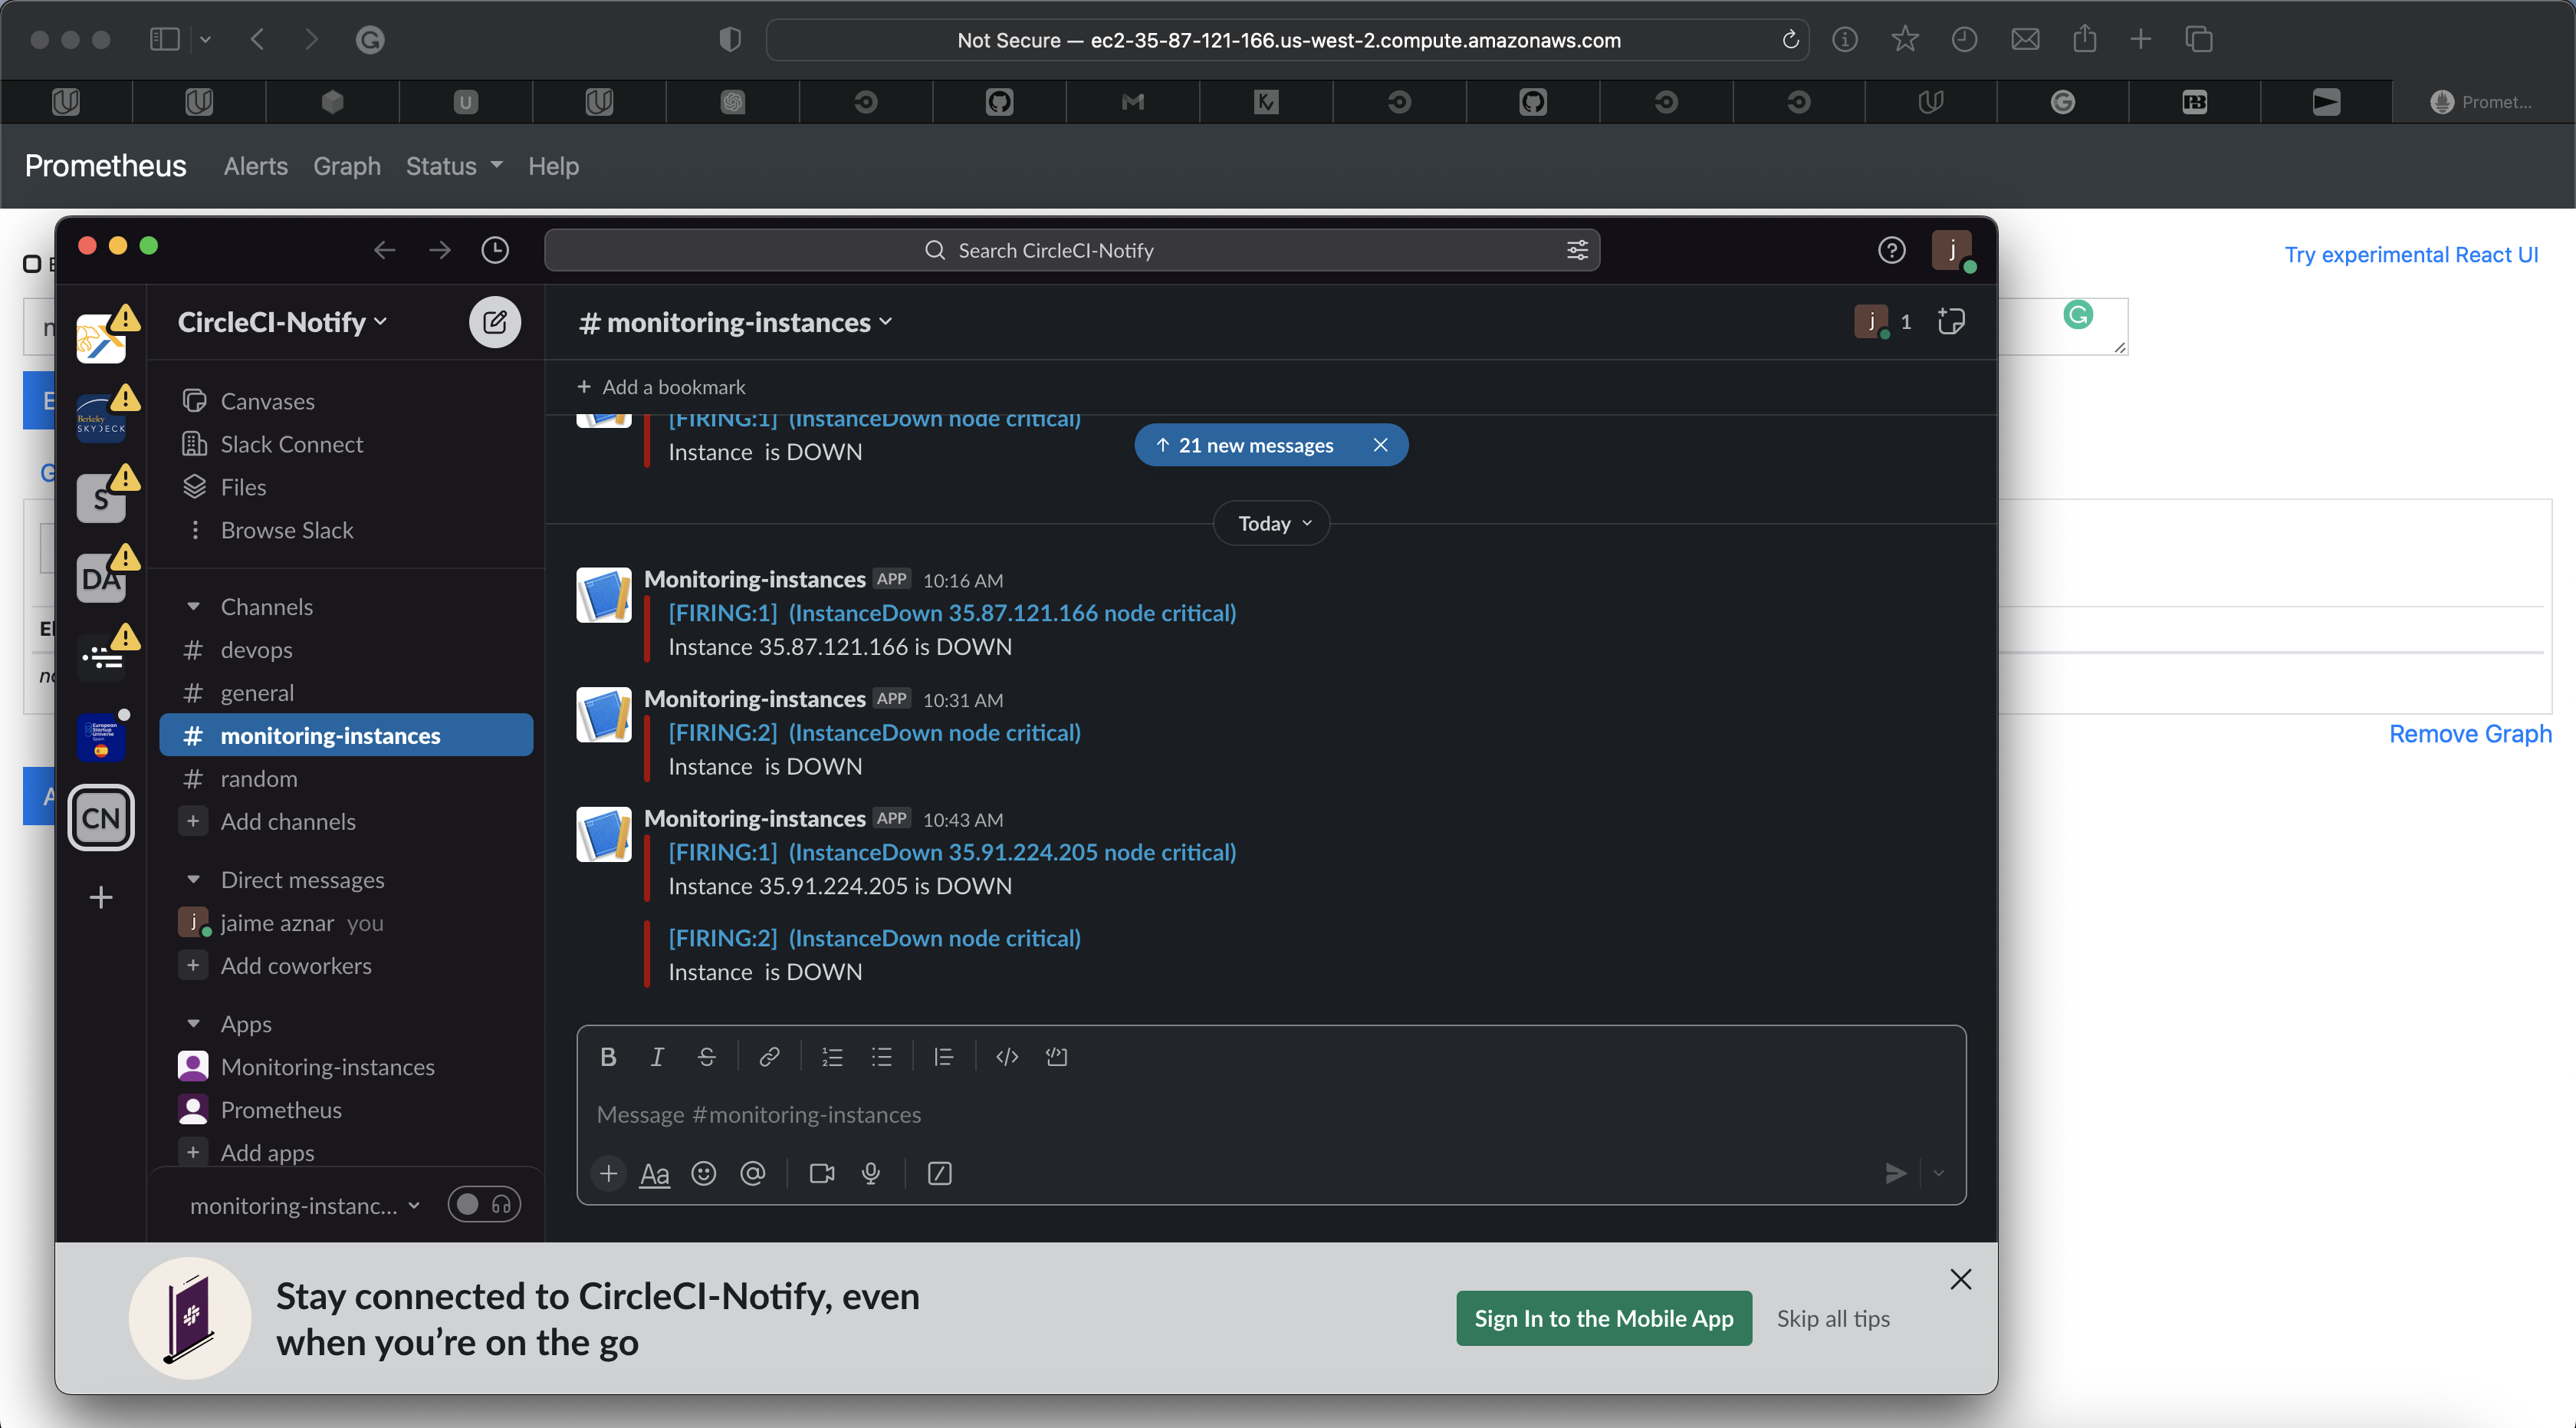 Not Secure — ec2-35-87-121-166.us-west-2.compute.amazonaws.com
Promet...
Prometheus Alerts Graph Status Help
Try experimental React UI
Remove Graph
Search CircleCI-Notify
j
CircleCI-Notify
Berkeley
SKYDECK
S
DA
European
Startup
Universe
CN
Canvases
Slack Connect
Files
Browse Slack
Channels
# devops
# general
# monitoring-instances
# random
+ Add channels
Direct messages
j jaime aznar you
+ Add coworkers
Apps
Monitoring-instances
Prometheus
+ Add apps
monitoring-instanc...
# monitoring-instances
j 1
+ Add a bookmark
[FIRING:1] (InstanceDown node critical)
Instance is DOWN
↑ 21 new messages
Today
Monitoring-instances APP 10:16 AM
[FIRING:1] (InstanceDown 35.87.121.166 node critical)
Instance 35.87.121.166 is DOWN
Monitoring-instances APP 10:31 AM
[FIRING:2] (InstanceDown node critical)
Instance is DOWN
Monitoring-instances APP 10:43 AM
[FIRING:1] (InstanceDown 35.91.224.205 node critical)
Instance 35.91.224.205 is DOWN
[FIRING:2] (InstanceDown node critical)
Instance is DOWN
Message #monitoring-instances
Aa
Stay connected to CircleCI-Notify, even
when you’re on the go
Sign In to the Mobile App
Skip all tips